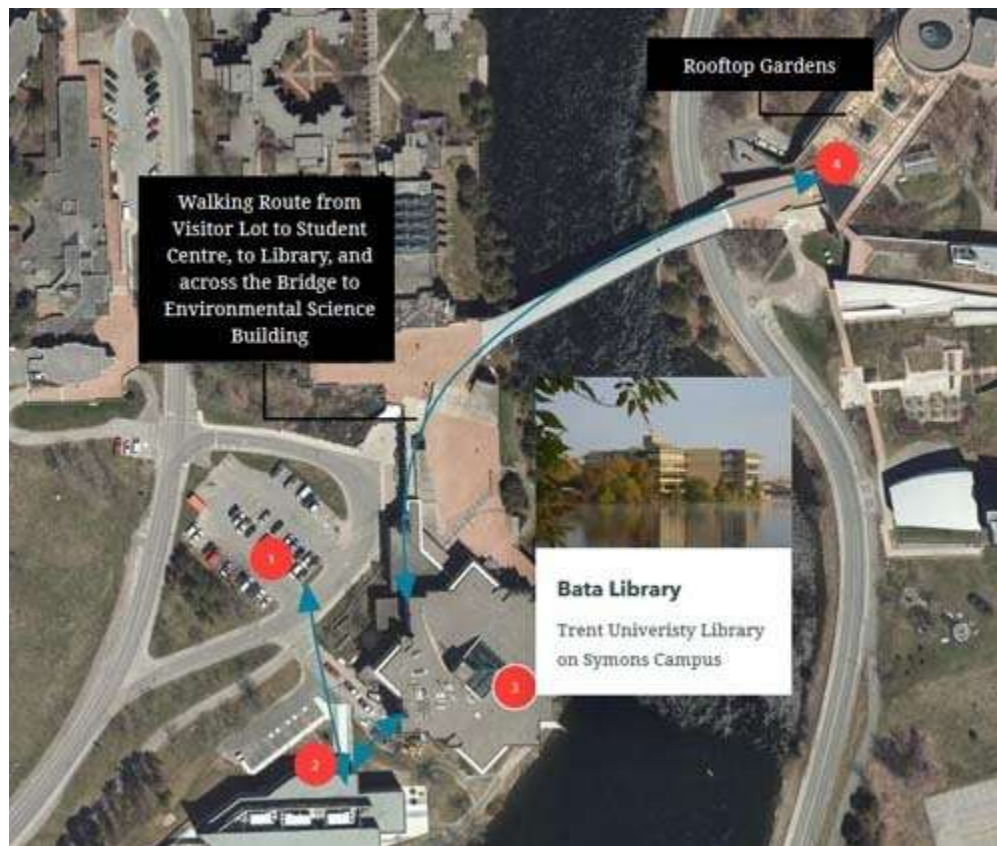 Rooftop Gardens
4
Walking Route from
Visitor Lot to Student
Centre, to Library, and
across the Bridge to
Environmental Science
Building
1
Bata Library
Trent Univeristy Library
on Symons Campus
3
2